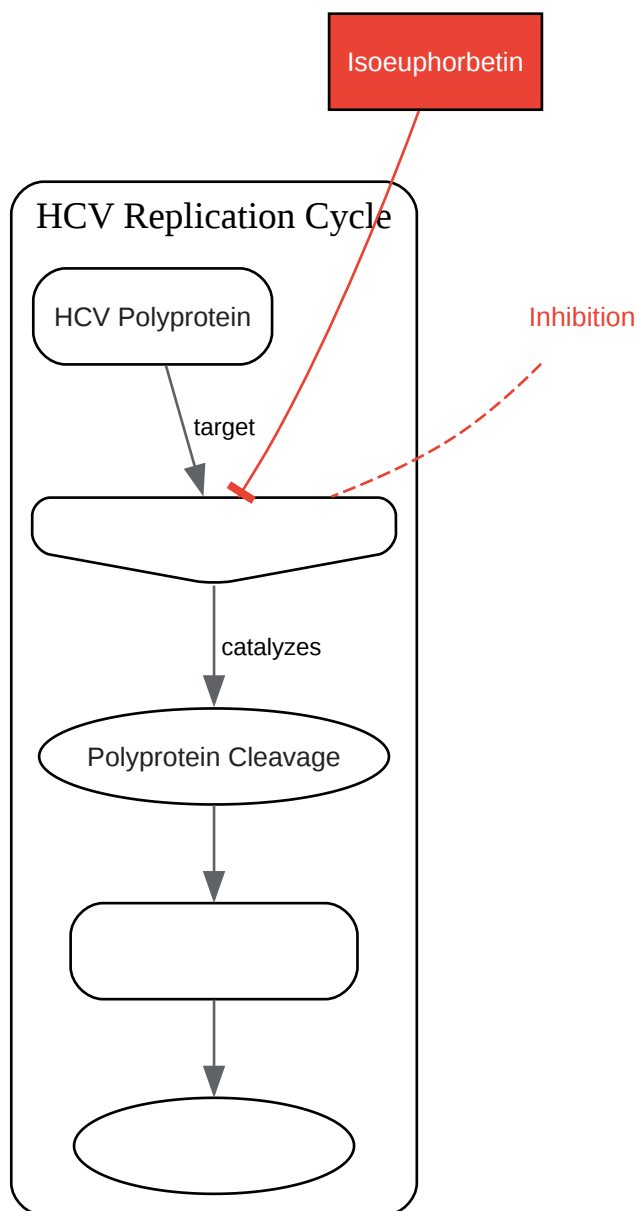 Isoeuphorbetin
HCV Replication Cycle
HCV Polyprotein
Inhibition
target
catalyzes
Polyprotein Cleavage